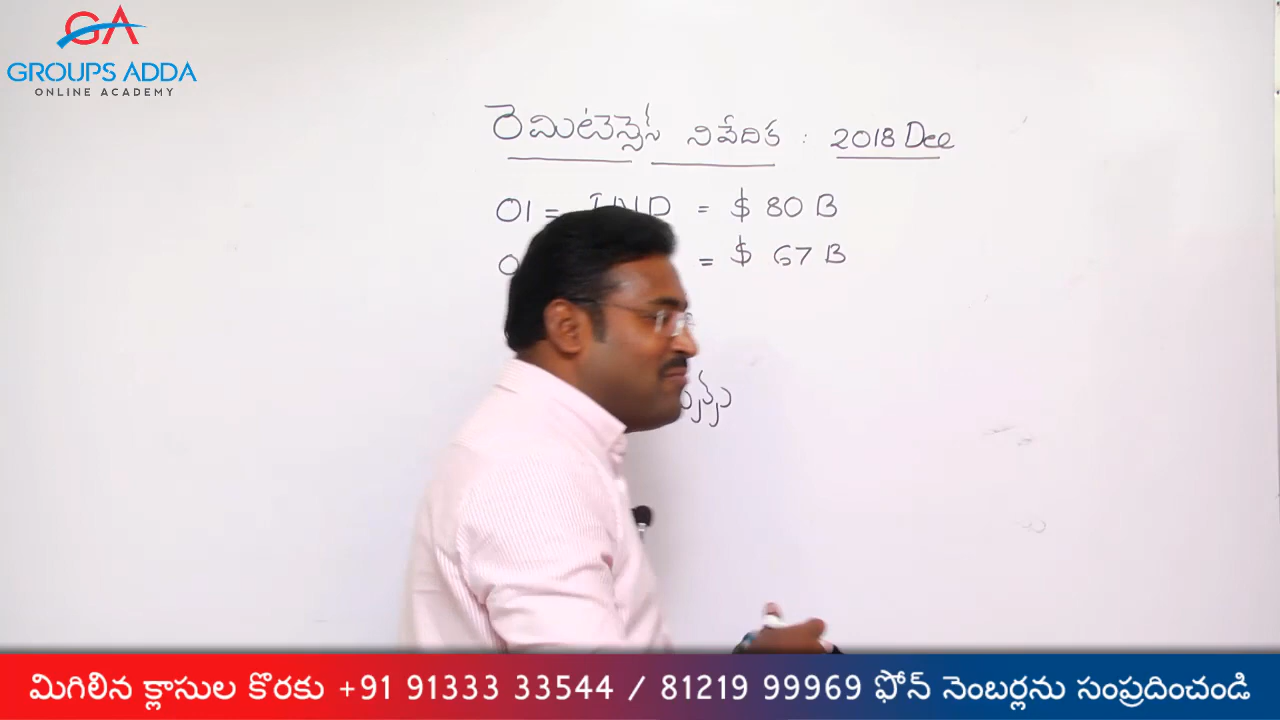 GA
GROUPS ADDA
ONLINE ACADEMY
రెమిటెన్సెస్ నివేదిక : 2018 Dec
01 = IND = $ 80 B
0 = $ 67 B
మిగిలిన క్లాసుల కొరకు +91 91333 33544 / 81219 99969 ఫోన్ నెంబర్లను సంప్రదించండి